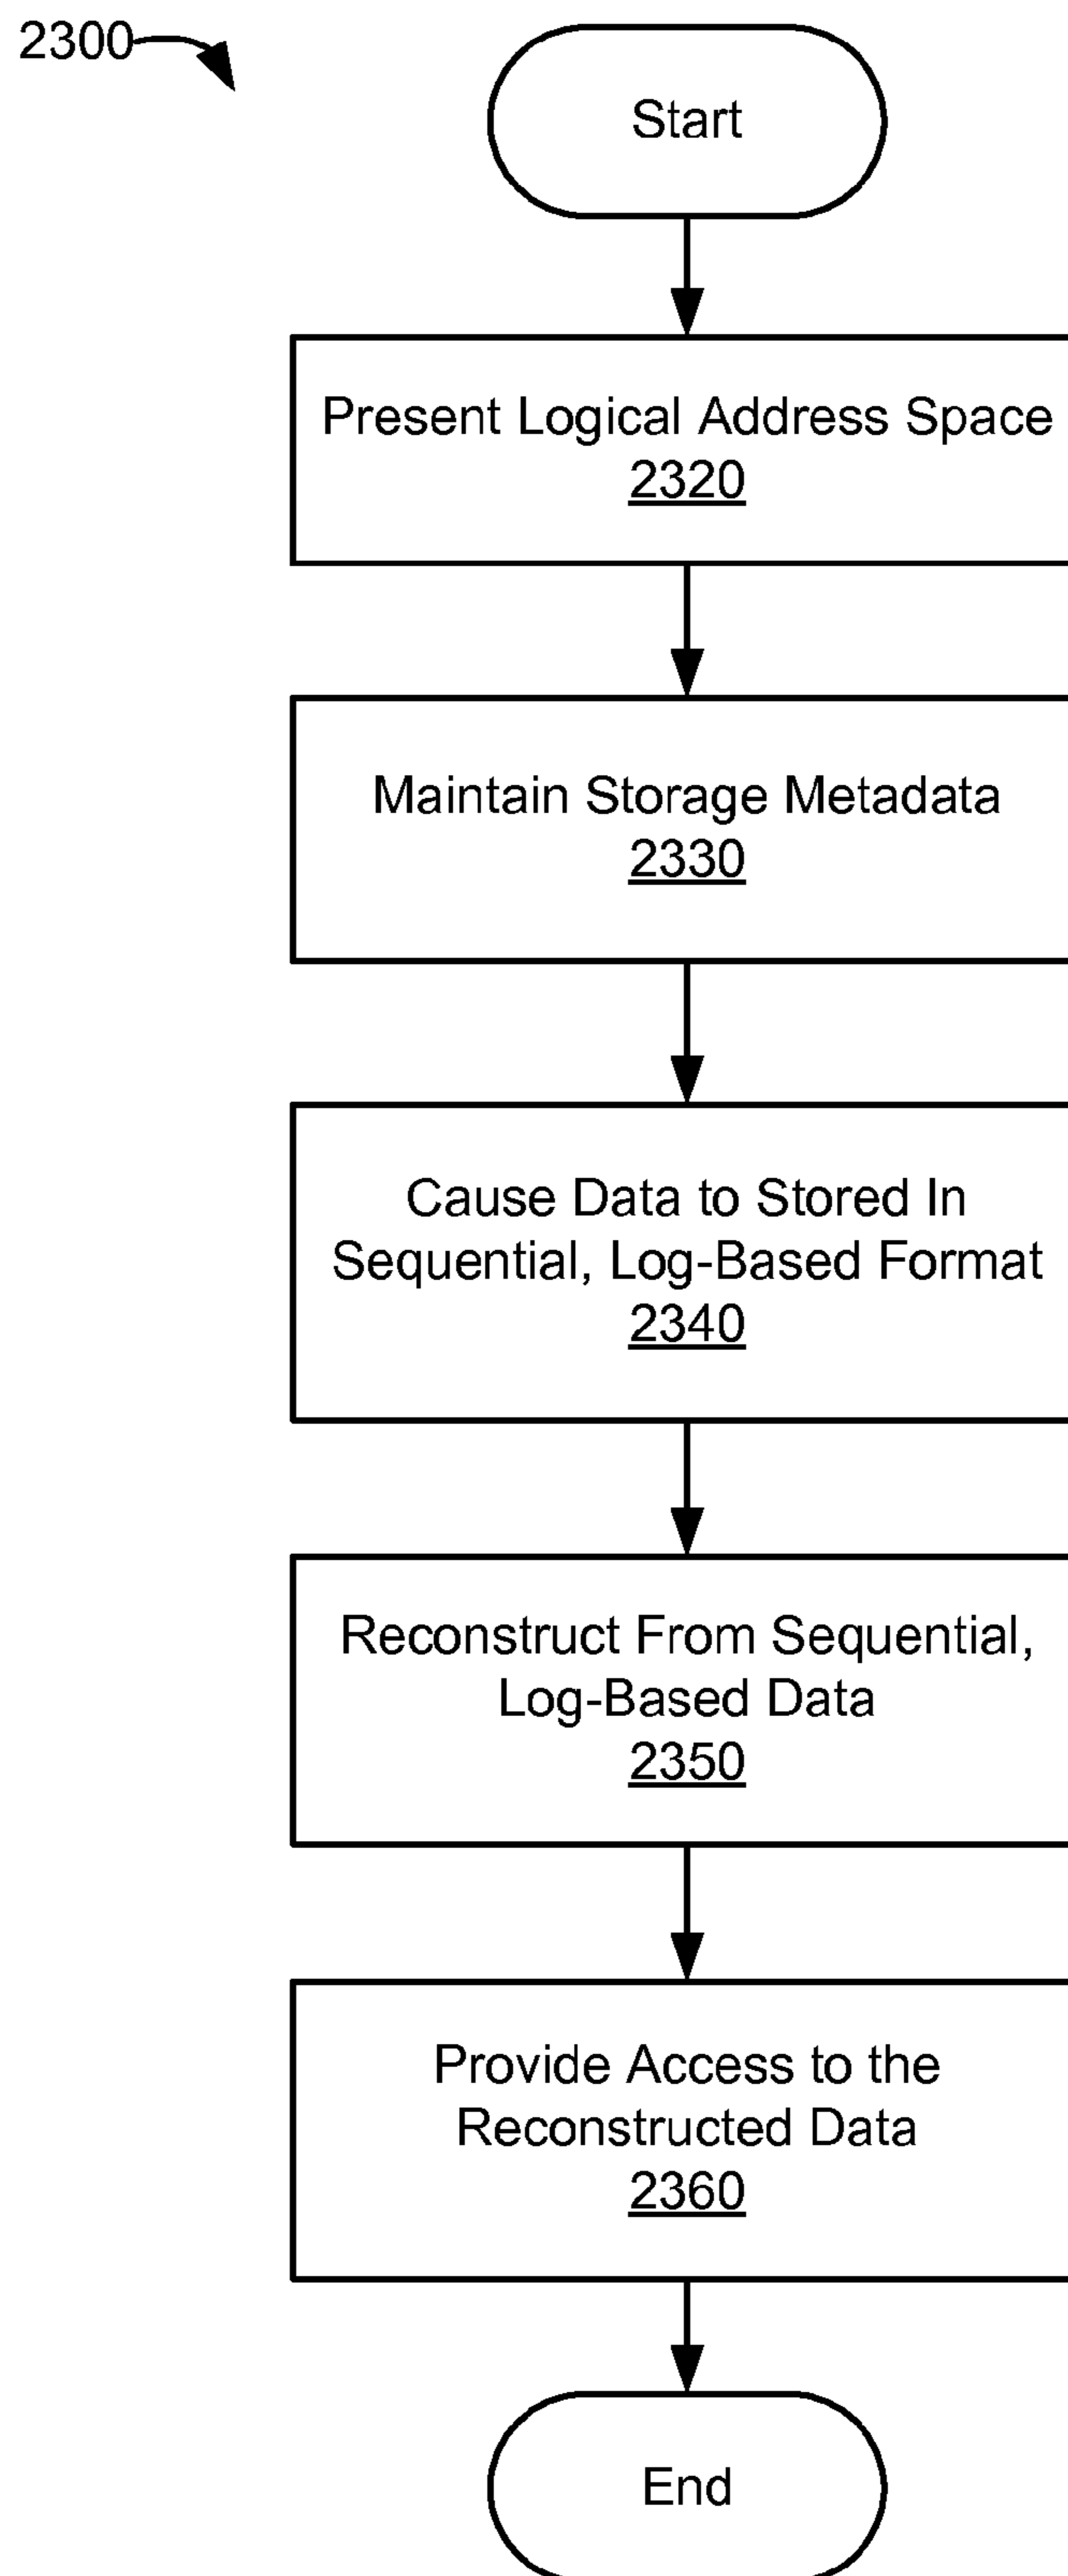 2300
Start
Present Logical Address Space
2320
Maintain Storage Metadata
2330
Cause Data to Stored In
Sequential, Log-Based Format
2340
Reconstruct From Sequential,
Log-Based Data
2350
Provide Access to the
Reconstructed Data
2360
End